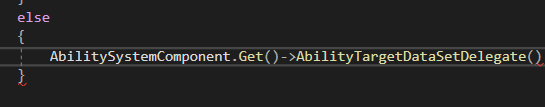 }
else
{
AbilitySystemComponent.Get()->AbilityTargetDataSetDelegate()
}